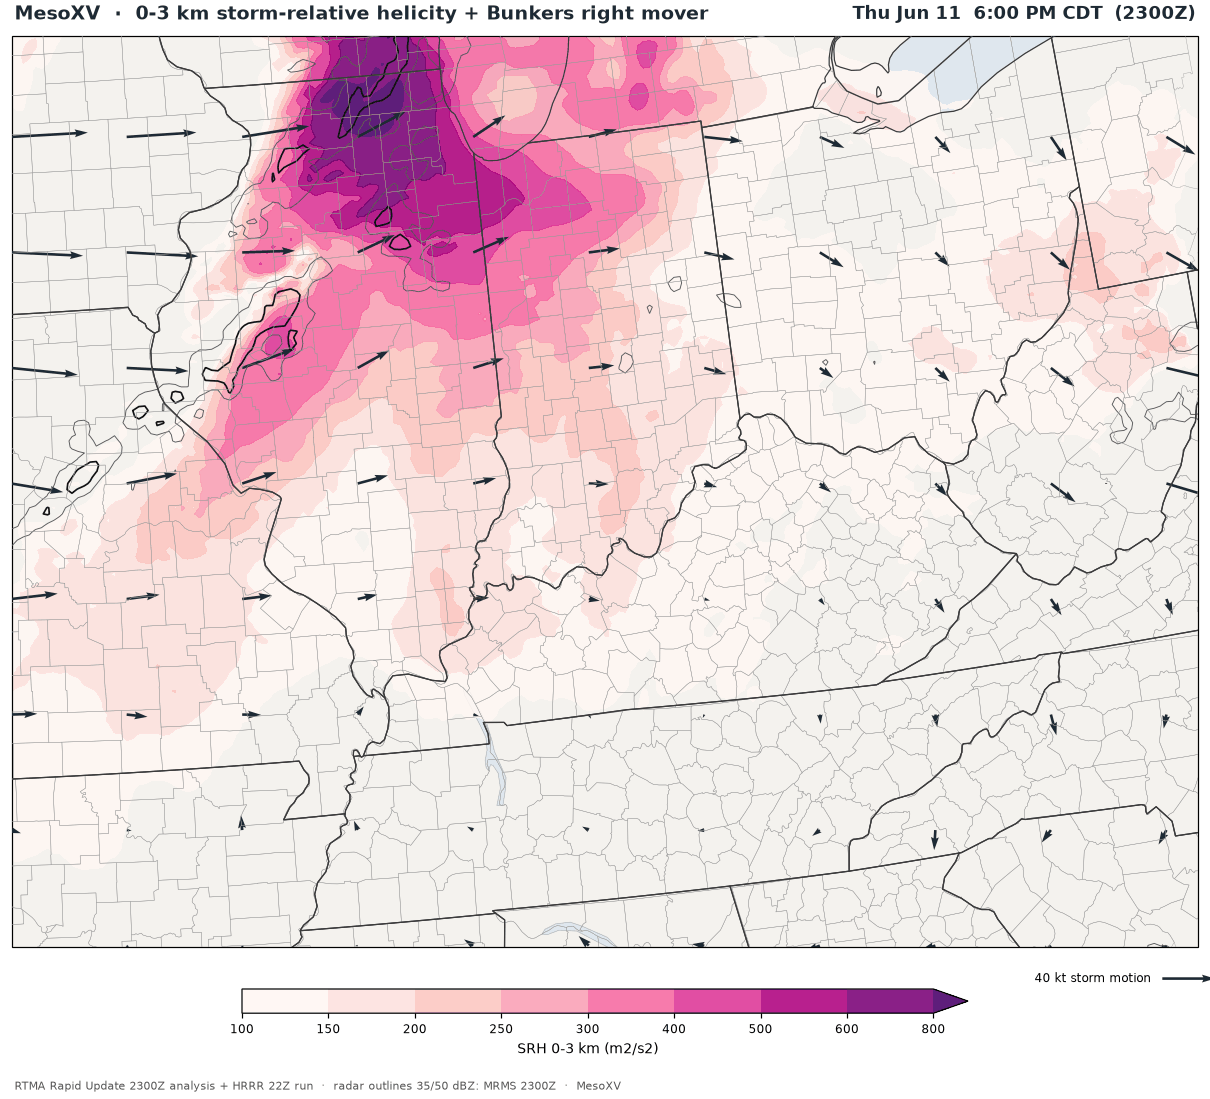 MesoXV · 0-3 km storm-relative helicity + Bunkers right mover
Thu Jun 11 6:00 PM CDT (2300Z)
40 kt storm motion
100 150 200 250 300 400 500 600 800
SRH 0-3 km (m2/s2)
RTMA Rapid Update 2300Z analysis + HRRR 22Z run · radar outlines 35/50 dBZ: MRMS 2300Z · MesoXV